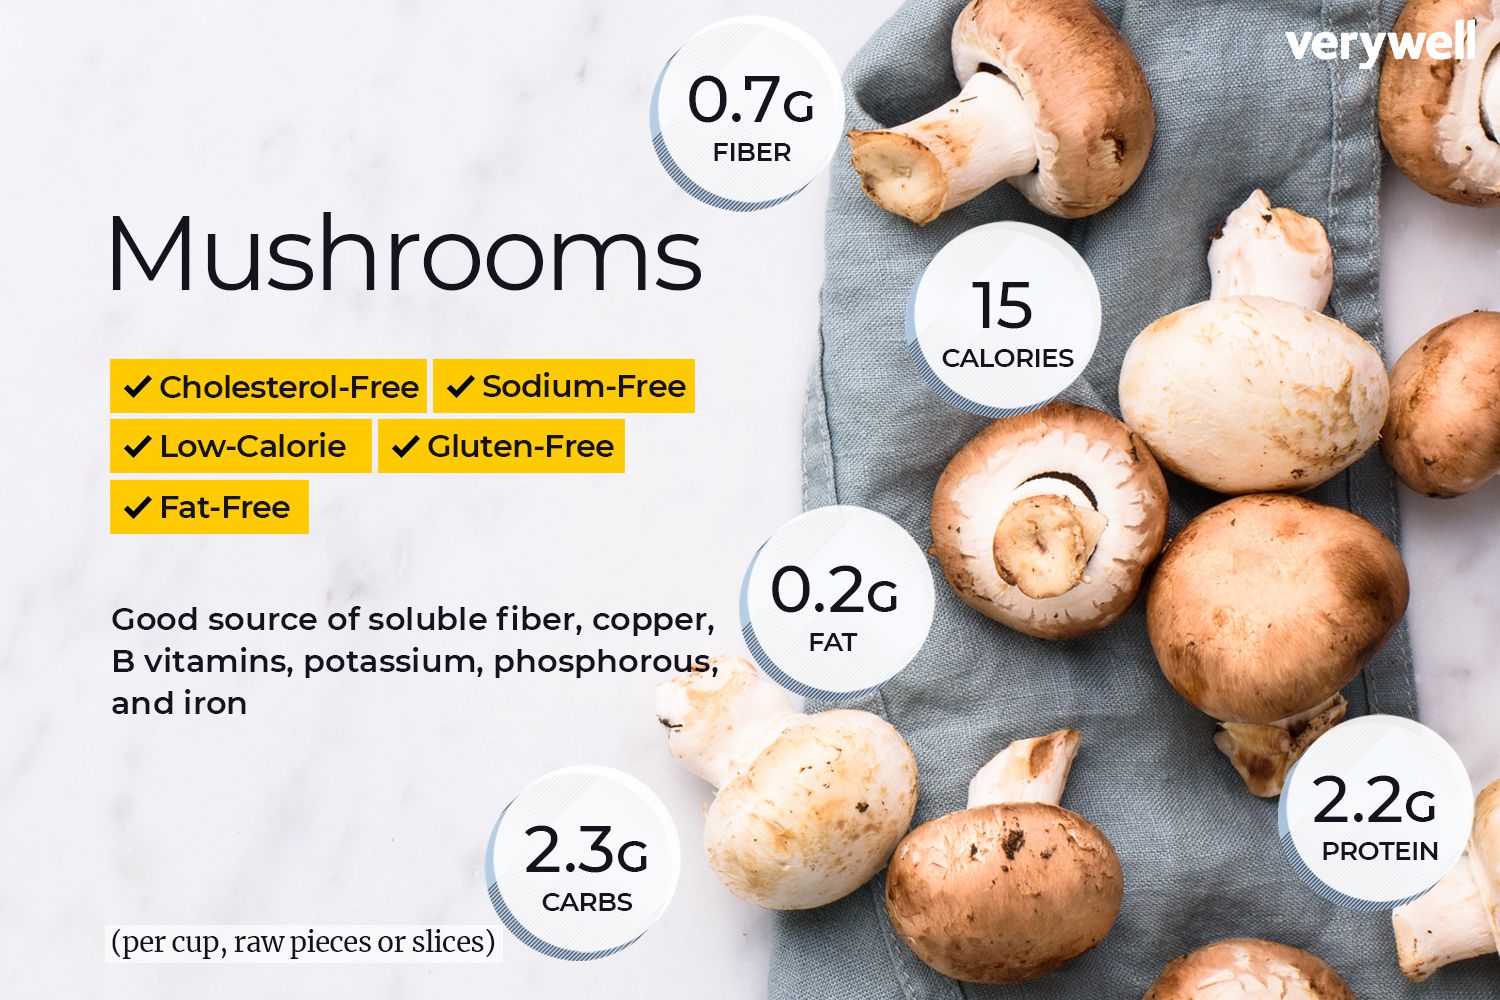 verywell
0.7G
FIBER
Mushrooms
15
CALORIES
✓ Cholesterol-Free ✓ Sodium-Free
✓ Low-Calorie ✓ Gluten-Free
✓ Fat-Free
0.2G
FAT
Good source of soluble fiber, copper,
B vitamins, potassium, phosphorous,
and iron
2.2G
PROTEIN
2.3G
CARBS
(per cup, raw pieces or slices)